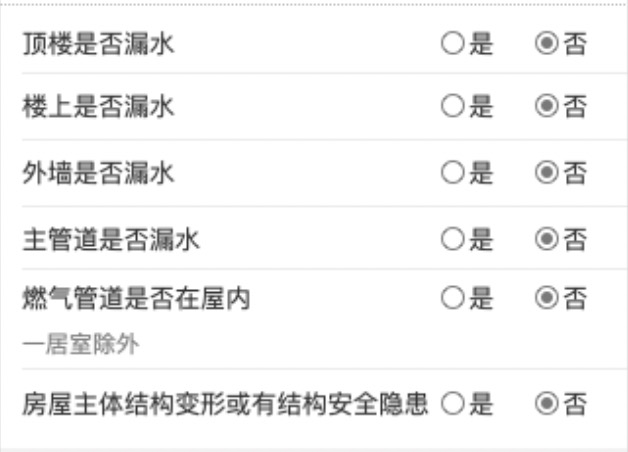 顶楼是否漏水 是 否
楼上是否漏水 是 否
外墙是否漏水 是 否
主管道是否漏水 是 否
燃气管道是否在屋内 是 否
一居室除外
房屋主体结构变形或有结构安全隐患 是 否